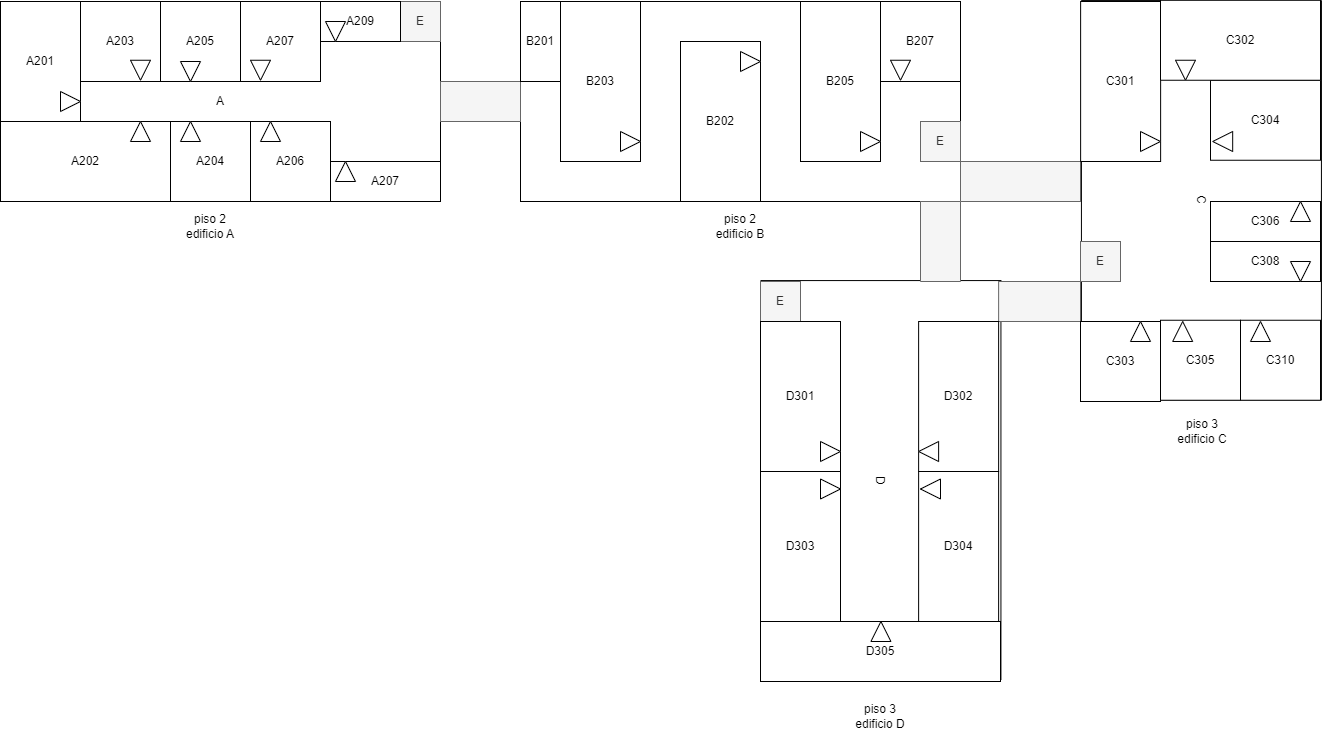 A201
A203
A205
A207
A209
E
A
A202
A204
A206
A207
piso 2
edificio A
B201
B203
B202
B205
B207
E
piso 2
edificio B
C301
C302
C304
C
C306
C308
E
C303
C305
C310
piso 3
edificio C
E
D301
D302
D
D303
D304
D305
piso 3
edificio D